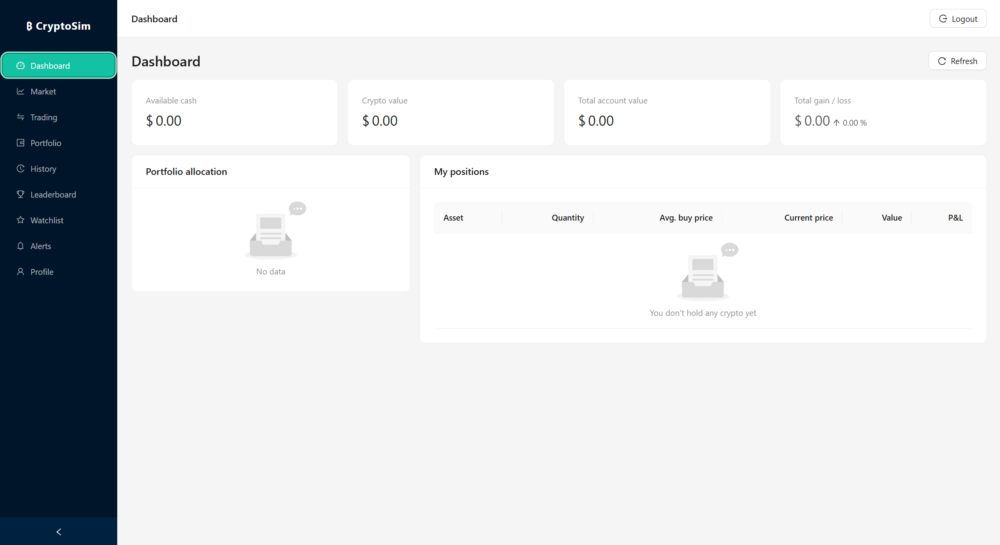 ₿ CryptoSim
Dashboard
Market
Trading
Portfolio
History
Leaderboard
Watchlist
Alerts
Profile
Dashboard
Logout
Dashboard
Refresh
Available cash
$ 0.00
Crypto value
$ 0.00
Total account value
$ 0.00
Total gain / loss
$ 0.00 ↑ 0.00 %
Portfolio allocation
No data
My positions
Asset Quantity Avg. buy price Current price Value P&L
You don't hold any crypto yet